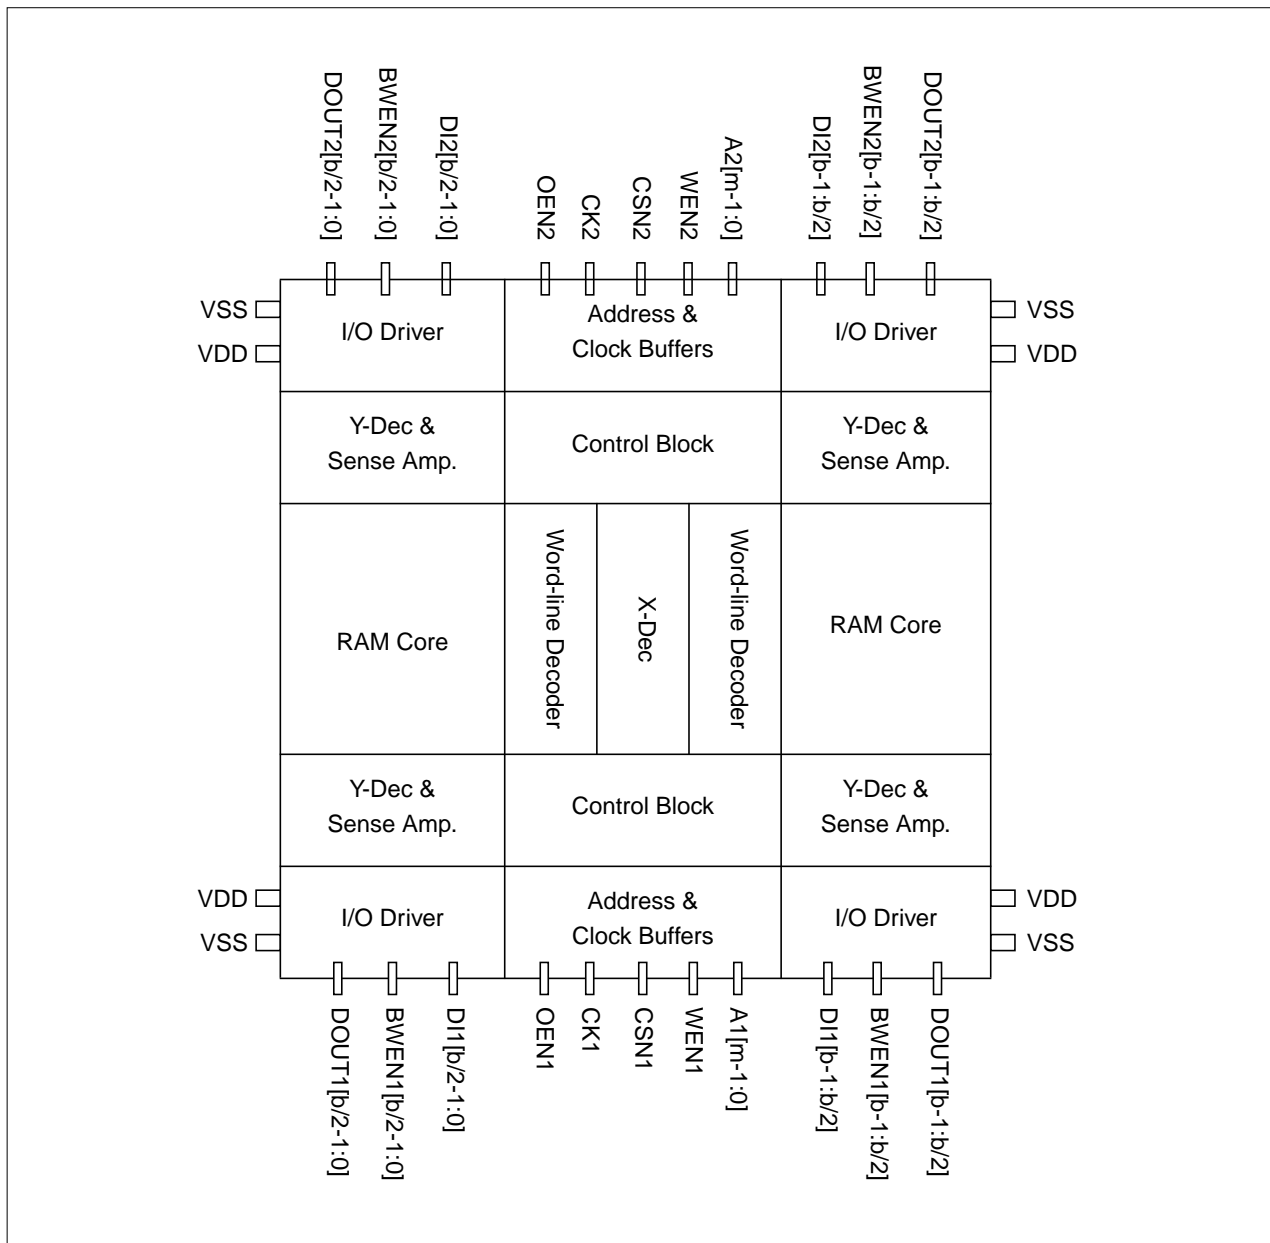 DOUT2[b/2-1:0]
BWEN2[b/2-1:0]
DI2[b/2-1:0]
OEN2
CK2
CSN2
WEN2
A2[m-1:0]
DI2[b-1:b/2]
BWEN2[b-1:b/2]
DOUT2[b-1:b/2]
VSS
VDD
I/O Driver
Address &
Clock Buffers
I/O Driver
VSS
VDD
Y-Dec &
Sense Amp.
Control Block
Y-Dec &
Sense Amp.
RAM Core
Word-line Decoder
X-Dec
Word-line Decoder
RAM Core
Y-Dec &
Sense Amp.
Control Block
Y-Dec &
Sense Amp.
VDD
VSS
I/O Driver
Address &
Clock Buffers
I/O Driver
VDD
VSS
DOUT1[b/2-1:0]
BWEN1[b/2-1:0]
DI1[b/2-1:0]
OEN1
CK1
CSN1
WEN1
A1[m-1:0]
DI1[b-1:b/2]
BWEN1[b-1:b/2]
DOUT1[b-1:b/2]